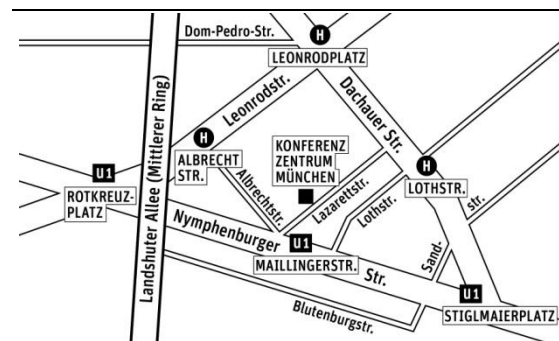 Dom-Pedro-Str.
H
LEONRODPLATZ
Landshuter Allee (Mittlerer Ring)
Leonrodstr.
Dachauer Str.
H
ALBRECHT
STR.
KONFERENZ
ZENTRUM
MÜNCHEN
H
LOTHSTR.
U1
ROTKREUZ-
PLATZ
Albrechtstr.
Lazarettstr.
Lothstr.
Sand-
str.
Nymphenburger
Str.
U1
MAILLINGERSTR.
U1
STIGLMAIERPLATZ
Blutenburgstr.